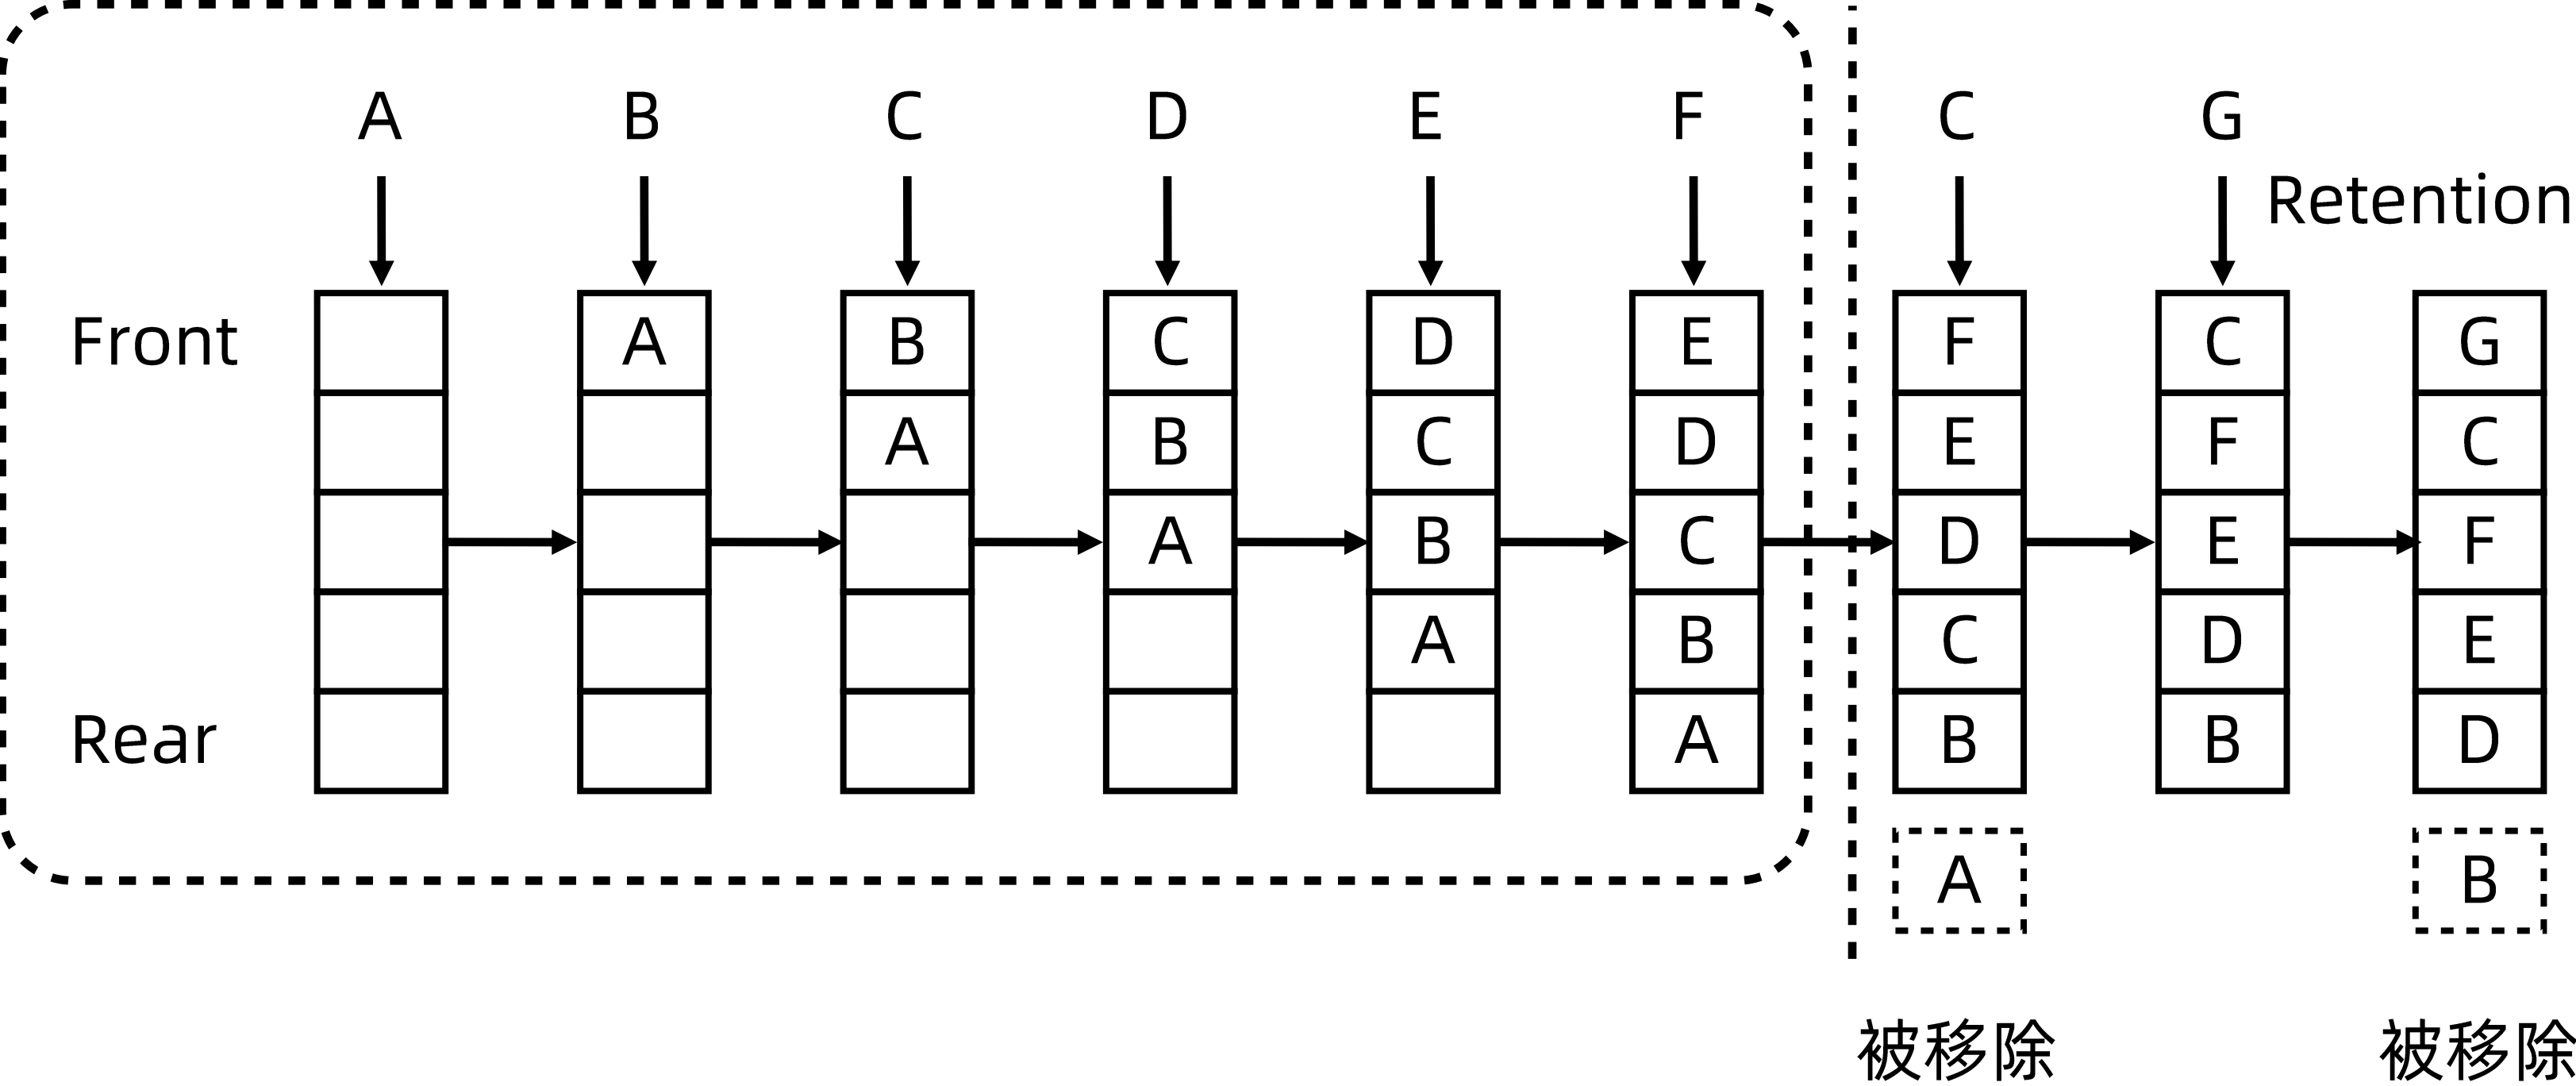 A B C D E F C G
Retention
Front A B C D E F C G
A B C D E F C
A B C D E F
A B C D E
Rear A B B D
A B
被移除 被移除